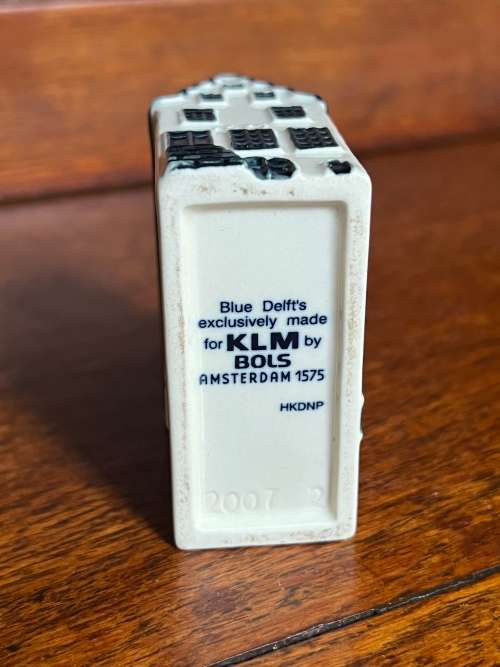 Blue Delft's
exclusively made
for KLM by
BOLS
AMSTERDAM 1575
HKDNP
2007 2